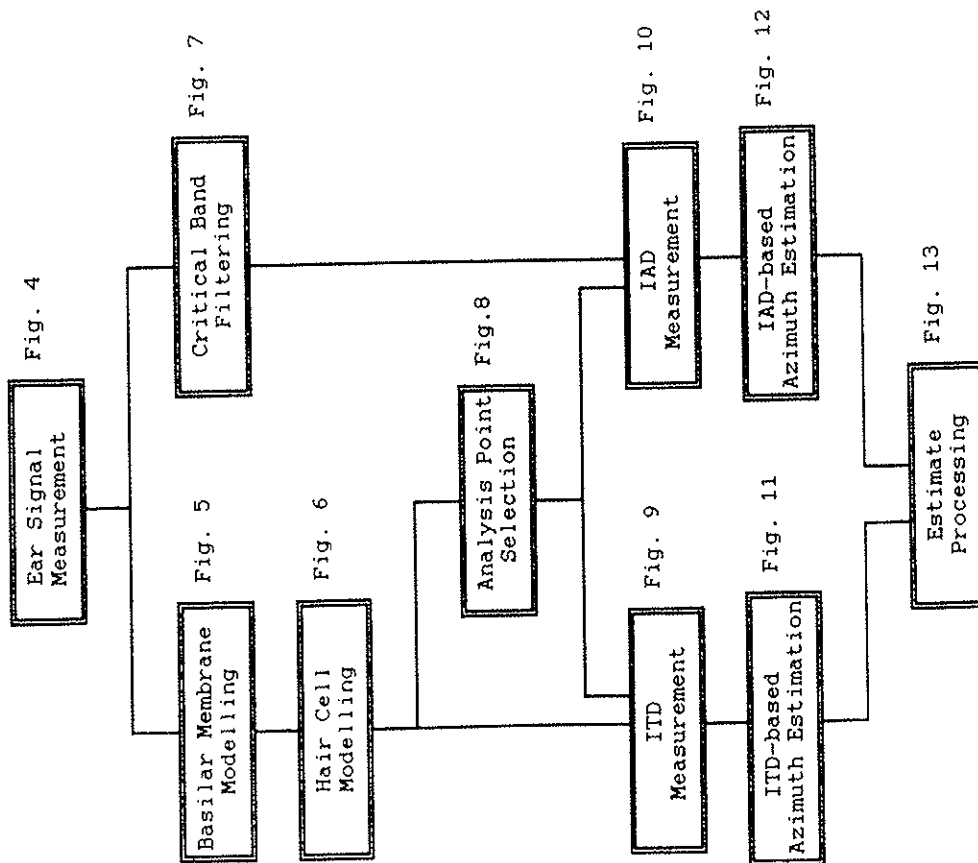 Ear Signal
Measurement
Fig. 4
Basilar Membrane
Modelling
Fig. 5
Critical Band
Filtering
Fig. 7
Hair Cell
Modelling
Fig. 6
Analysis Point
Selection
Fig.8
ITD
Measurement
Fig. 9
IAD
Measurement
Fig. 10
ITD-based
Azimuth Estimation
Fig. 11
IAD-based
Azimuth Estimation
Fig. 12
Estimate
Processing
Fig. 13